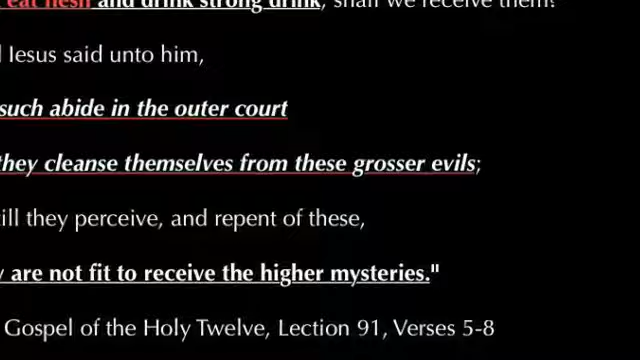 eat flesh and drink strong drink, shall we receive them?
Iesus said unto him,
such abide in the outer court
they cleanse themselves from these grosser evils;
till they perceive, and repent of these,
are not fit to receive the higher mysteries."
Gospel of the Holy Twelve, Lection 91, Verses 5-8